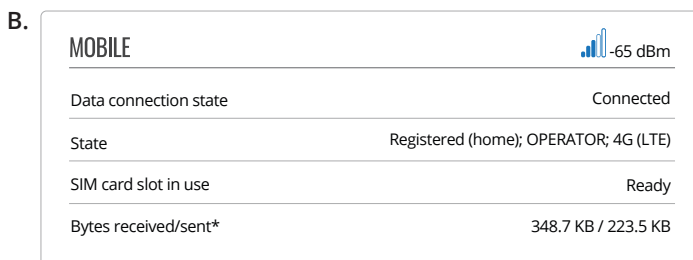 B.
MOBILE -65 dBm
Data connection state Connected
State Registered (home); OPERATOR; 4G (LTE)
SIM card slot in use Ready
Bytes received/sent* 348.7 KB / 223.5 KB